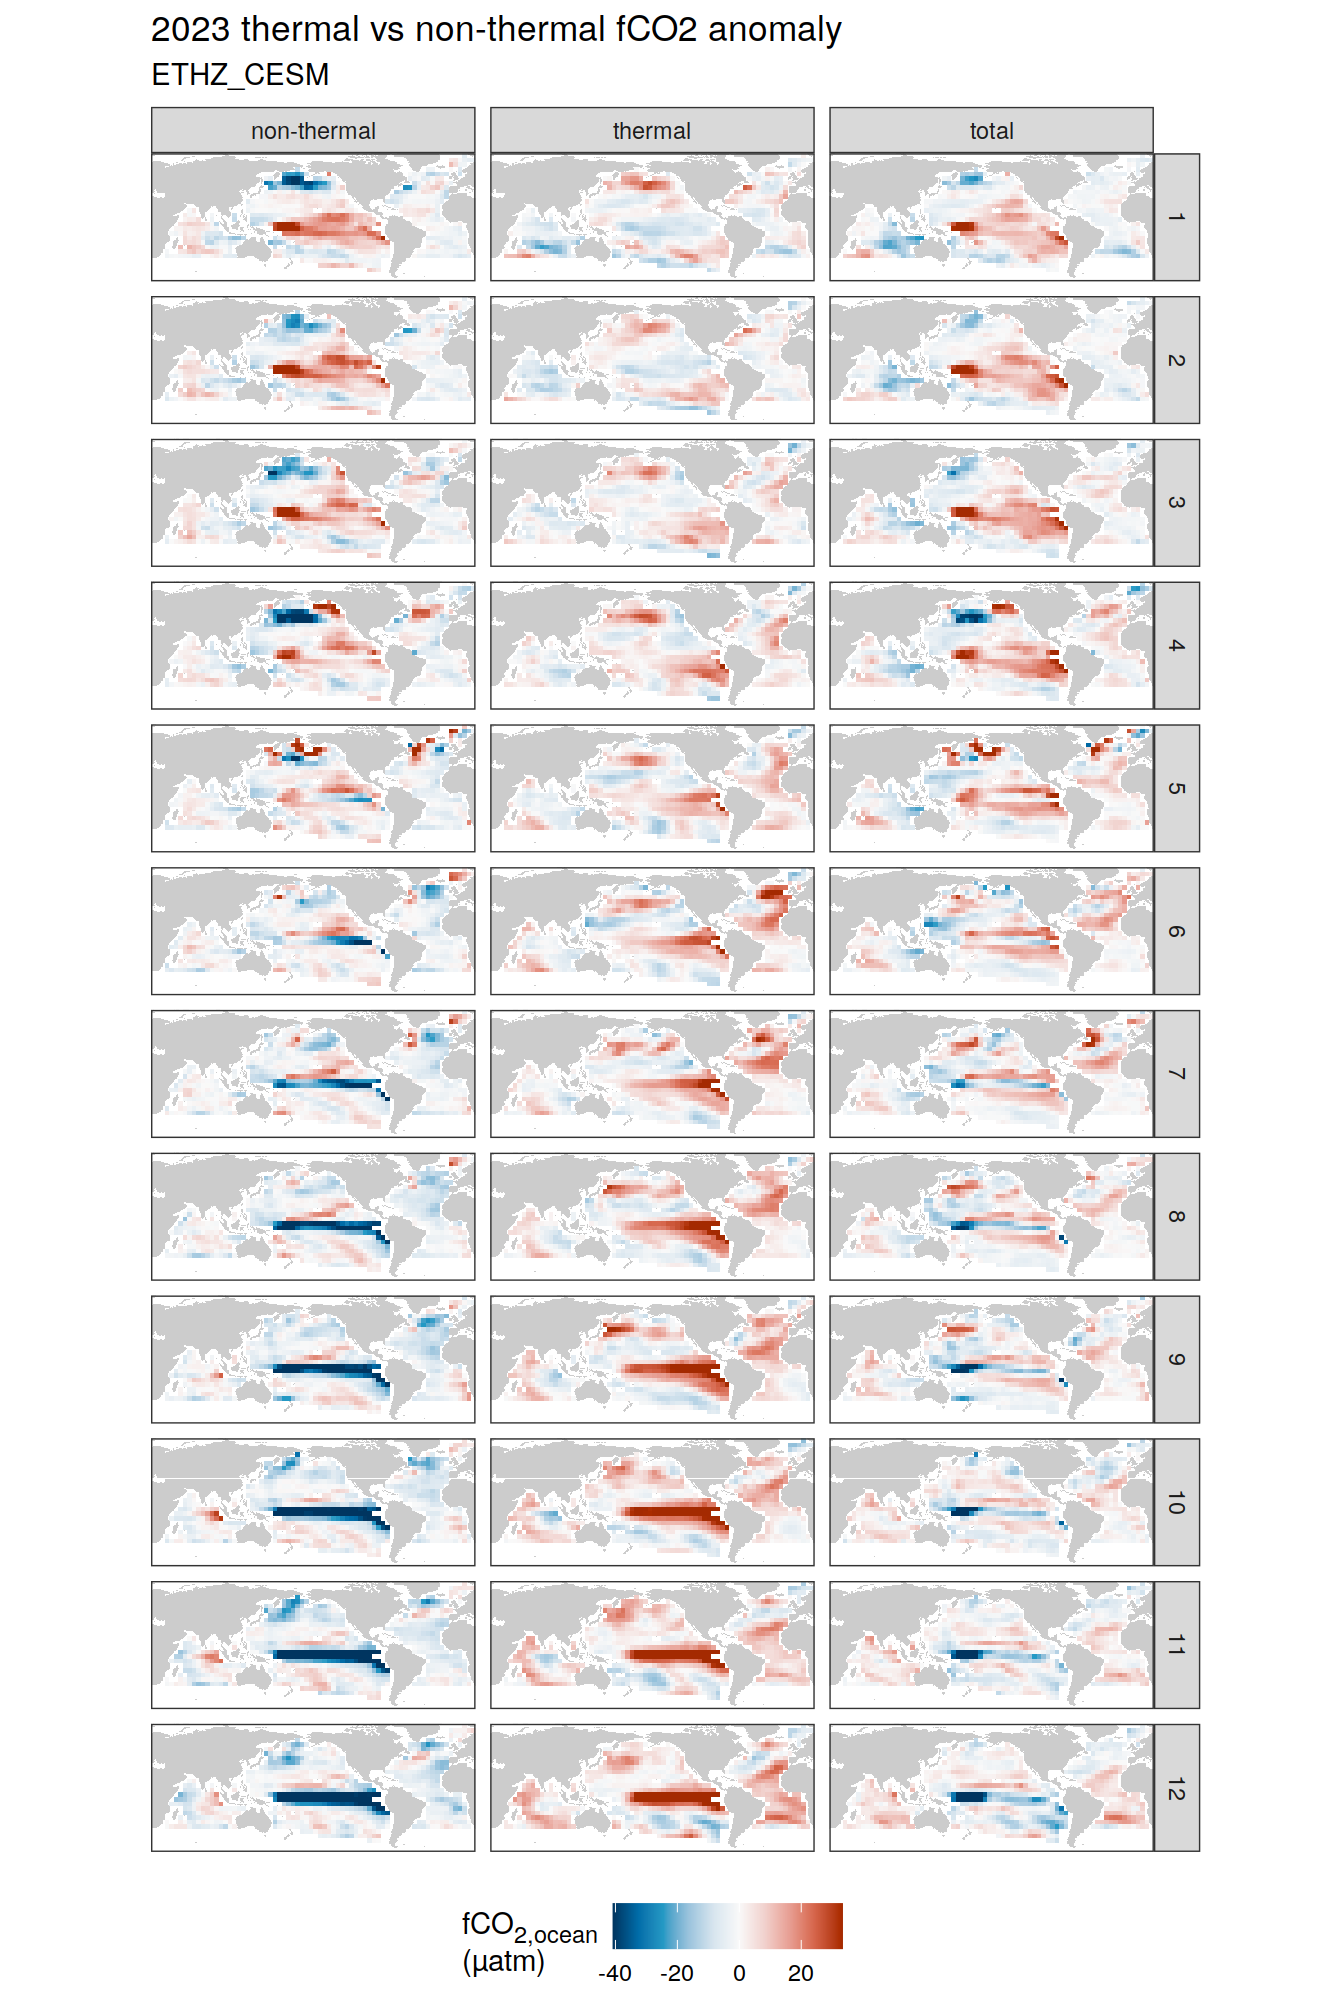 2023 thermal vs non-thermal fCO2 anomaly
ETHZ_CESM
non-thermal thermal total
1
2
3
4
5
6
7
8
9
10
11
12
fCO2,ocean
(µatm)
-40 -20 0 20